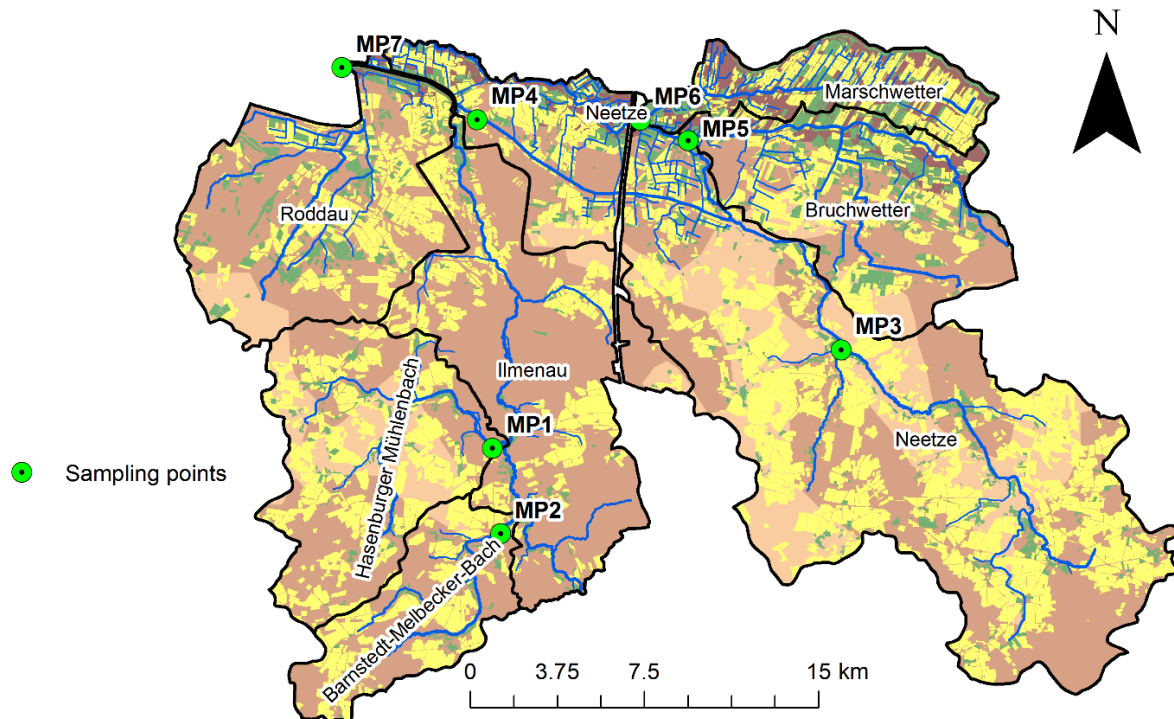 N
MP7
MP4
MP6
Neetze
MP5
Marschwetter
Roddau
Bruchwetter
MP3
Ilmenau
Hasenburger Mühlenbach
MP1
Neetze
Sampling points
MP2
Barnstedt-Melbecker-Bach
0 3.75 7.5 15 km